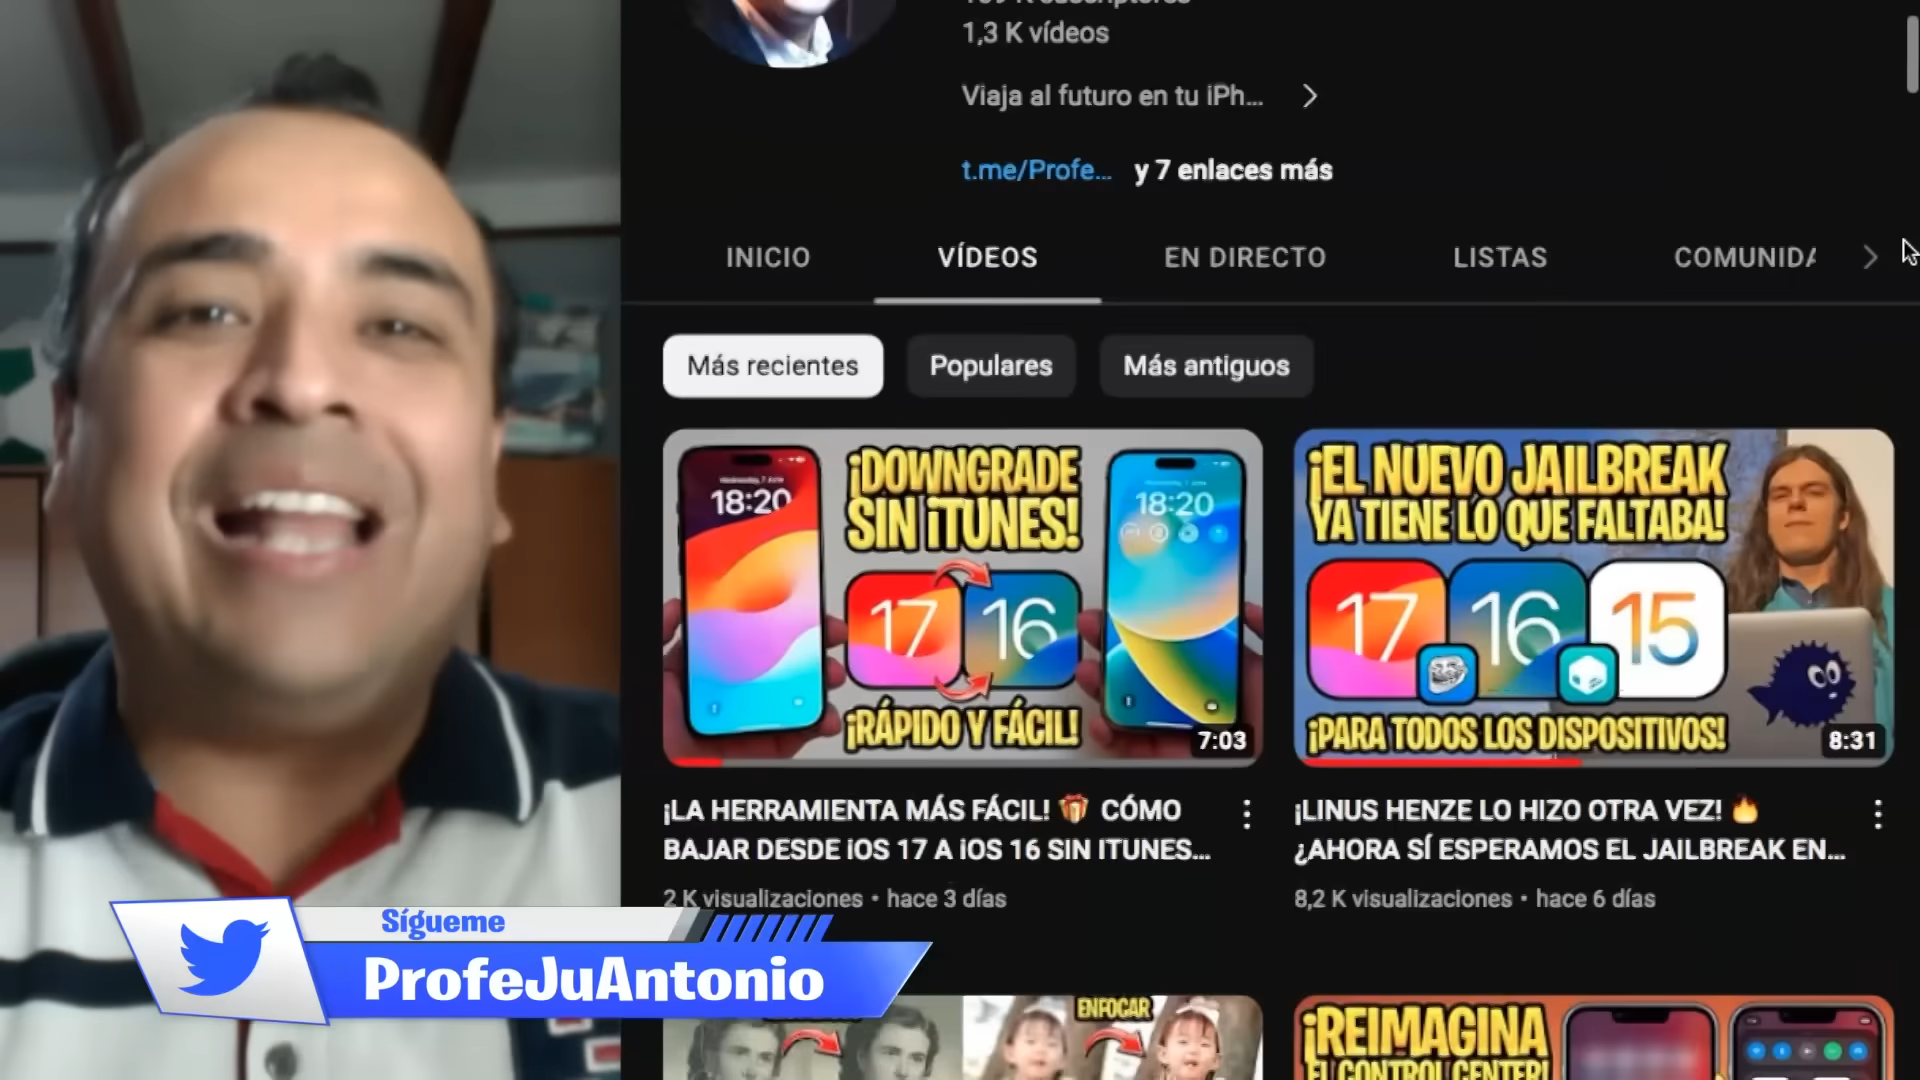 1,3 K vídeos
Viaja al futuro en tu iPh...
t.me/Profe... y 7 enlaces más
INICIO VÍDEOS EN DIRECTO LISTAS COMUNIDA
Más recientes Populares Más antiguos
¡DOWNGRADE
SIN iTUNES!
18:20
18:20
17 16
¡RÁPIDO Y FÁCIL!
7:03
¡EL NUEVO JAILBREAK
YA TIENE LO QUE FALTABA!
17 16 15
¡PARA TODOS LOS DISPOSITIVOS!
8:31
¡LA HERRAMIENTA MÁS FÁCIL! 🎁 CÓMO
BAJAR DESDE iOS 17 A iOS 16 SIN ITUNES...
2 K visualizaciones • hace 3 días
¡LINUS HENZE LO HIZO OTRA VEZ! 🔥
¿AHORA SÍ ESPERAMOS EL JAILBREAK EN...
8,2 K visualizaciones • hace 6 días
Sígueme
ProfeJuAntonio
ENFOCAR
¡REIMAGINA
EL CONTROL CENTER!